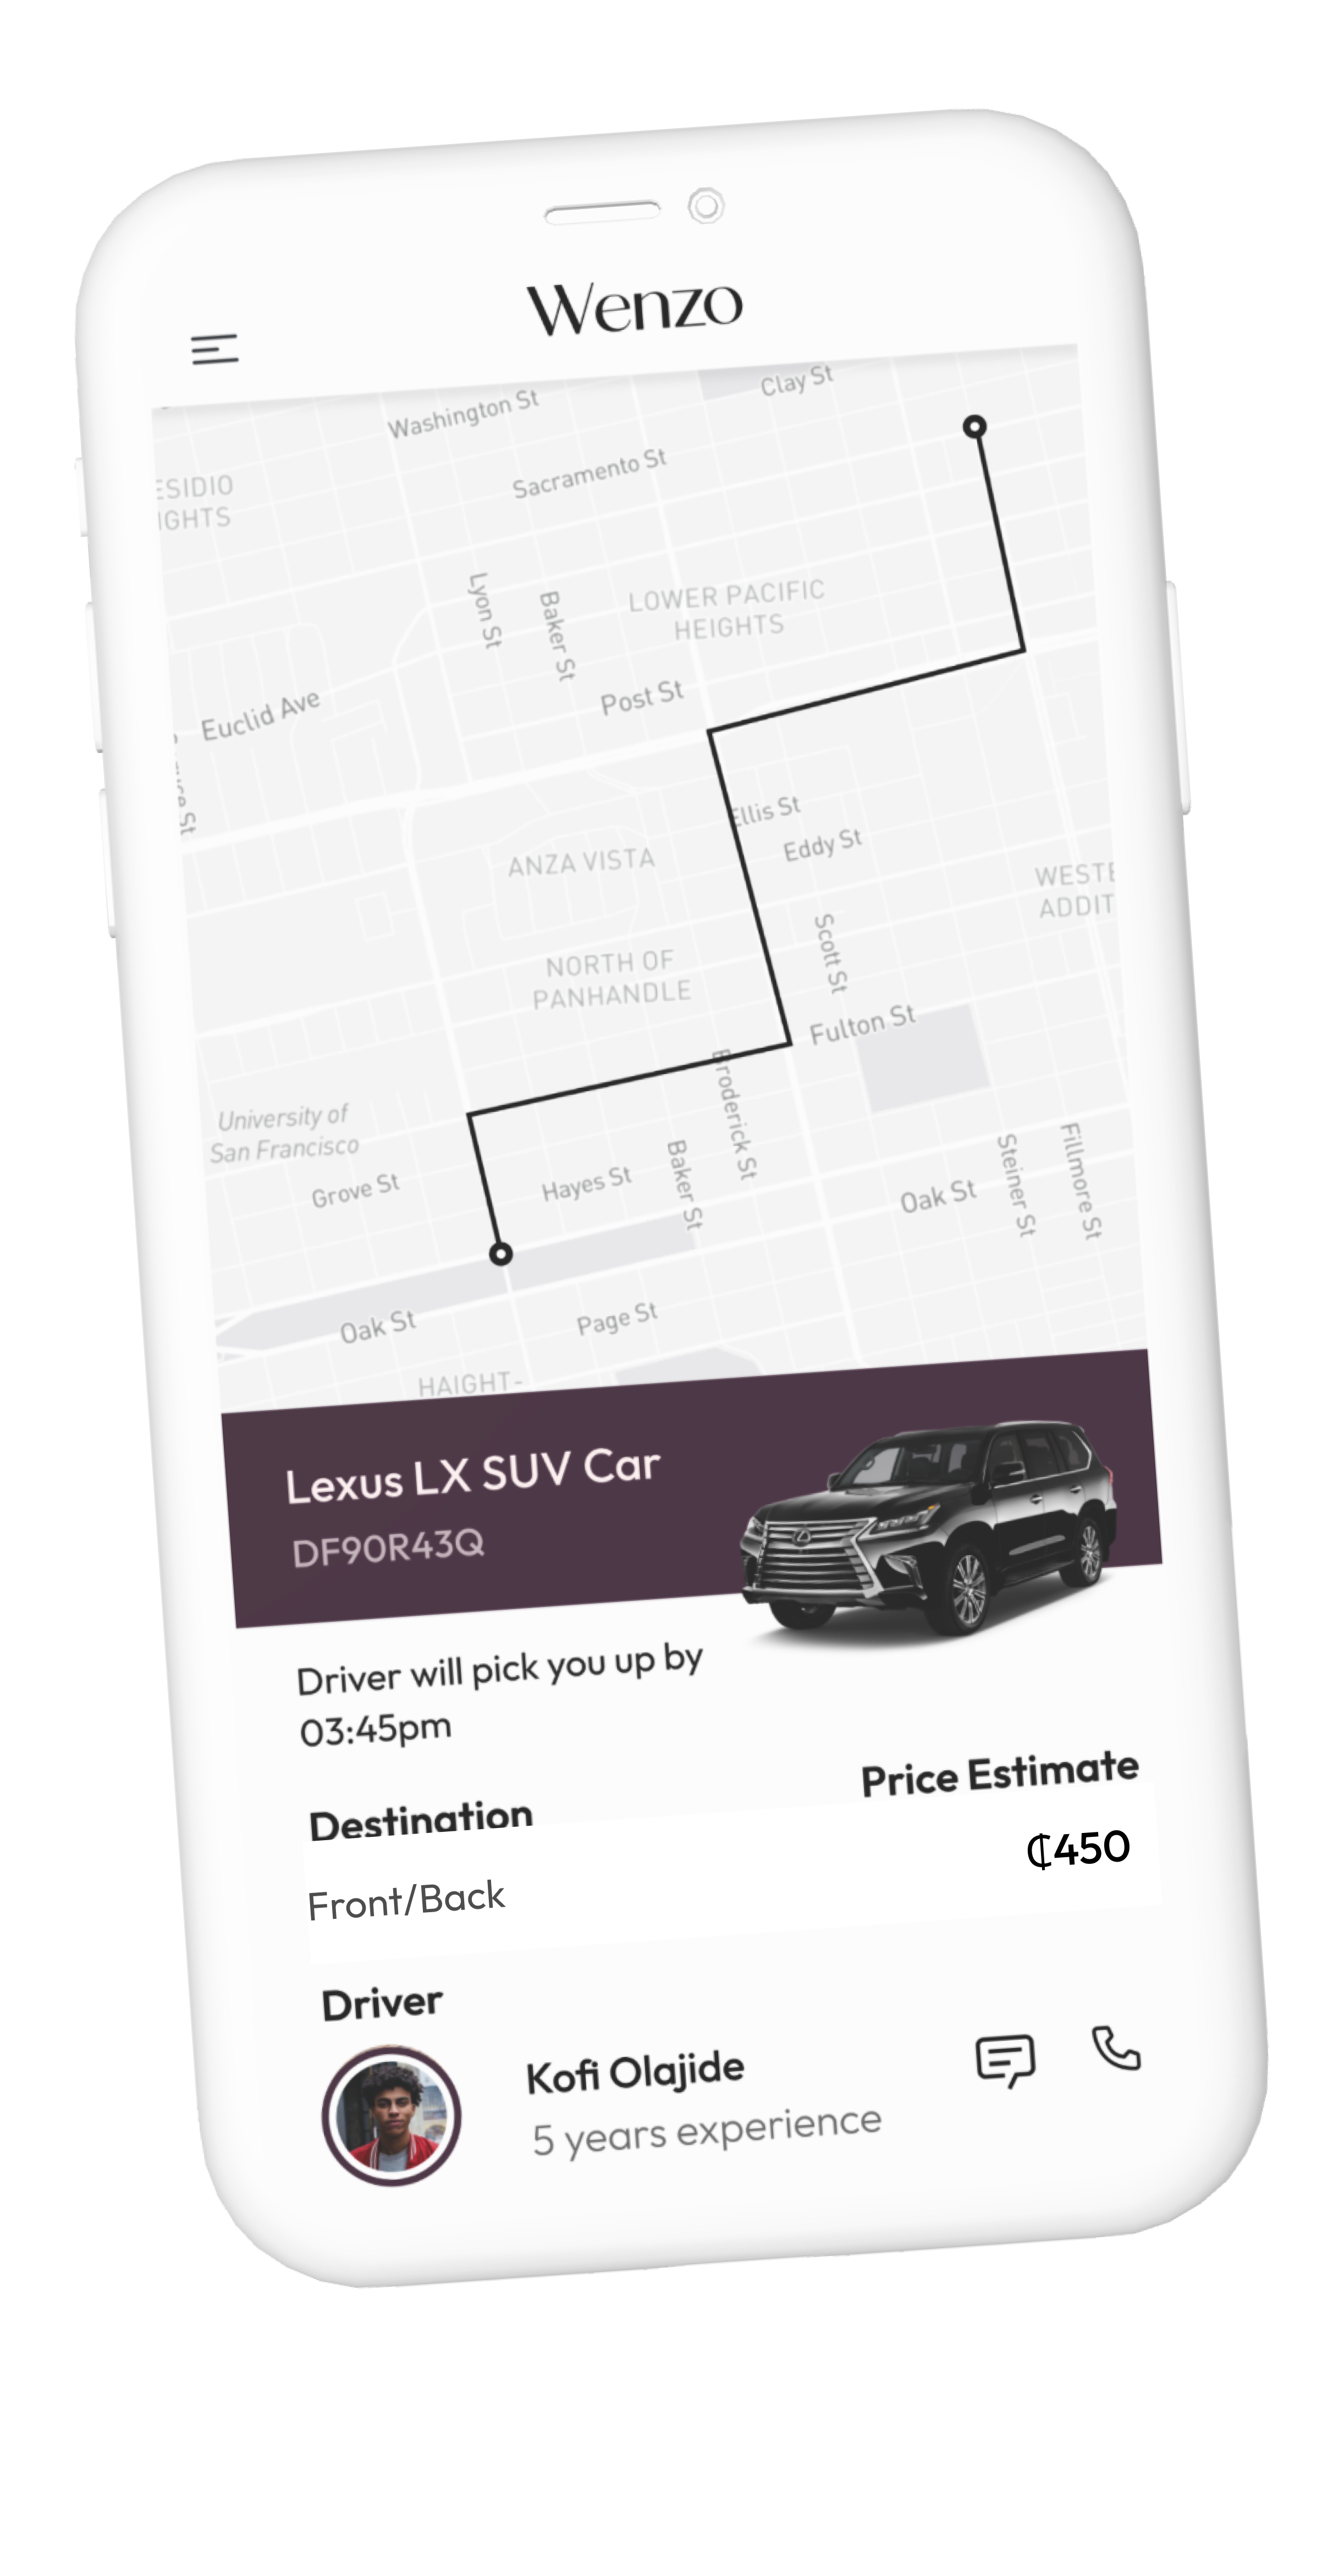 Wenzo
Washington St
Clay St
Sacramento St
ESIDIO
IGHTS
Lyon St
Baker St
LOWER PACIFIC
HEIGHTS
Post St
Euclid Ave
St
Ellis St
Eddy St
ANZA VISTA
WESTE
ADDIT
Scott St
NORTH OF
PANHANDLE
Fulton St
Broderick St
University of
San Francisco
Grove St
Hayes St
Baker St
Oak St
Steiner St
Fillmore St
Oak St
Page St
HAIGHT-
Lexus LX SUV Car
DF90R43Q
Driver will pick you up by
03:45pm
Price Estimate
Destination
₵450
Front/Back
Driver
Kofi Olajide
5 years experience